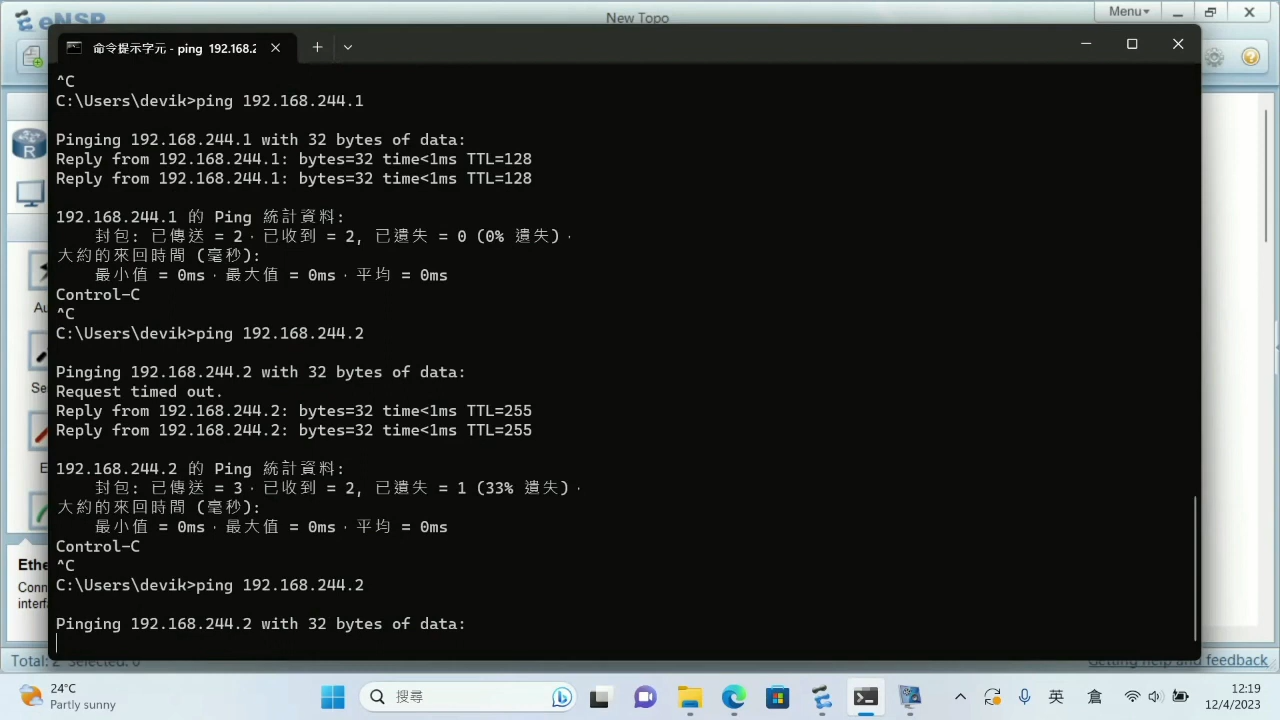 eNSP
New Topo
Menu
命令提示字元 - ping 192.168.2
^C
C:\Users\devik>ping 192.168.244.1
Pinging 192.168.244.1 with 32 bytes of data:
Reply from 192.168.244.1: bytes=32 time<1ms TTL=128
Reply from 192.168.244.1: bytes=32 time<1ms TTL=128
192.168.244.1 的 Ping 統計資料:
封包: 已傳送 = 2，已收到 = 2, 已遺失 = 0 (0% 遺失)，
大約的來回時間 (毫秒):
最小值 = 0ms，最大值 = 0ms，平均 = 0ms
Control-C
^C
C:\Users\devik>ping 192.168.244.2
Pinging 192.168.244.2 with 32 bytes of data:
Request timed out.
Reply from 192.168.244.2: bytes=32 time<1ms TTL=255
Reply from 192.168.244.2: bytes=32 time<1ms TTL=255
192.168.244.2 的 Ping 統計資料:
封包: 已傳送 = 3，已收到 = 2, 已遺失 = 1 (33% 遺失)，
大約的來回時間 (毫秒):
最小值 = 0ms，最大值 = 0ms，平均 = 0ms
Control-C
^C
C:\Users\devik>ping 192.168.244.2
Pinging 192.168.244.2 with 32 bytes of data:
R
Au
Se
E
Ethe
Conn
interf
Total: 2 Selected: 0
Getting help and feedback
24°C
Partly sunny
搜尋
英
倉
12:19
12/4/2023